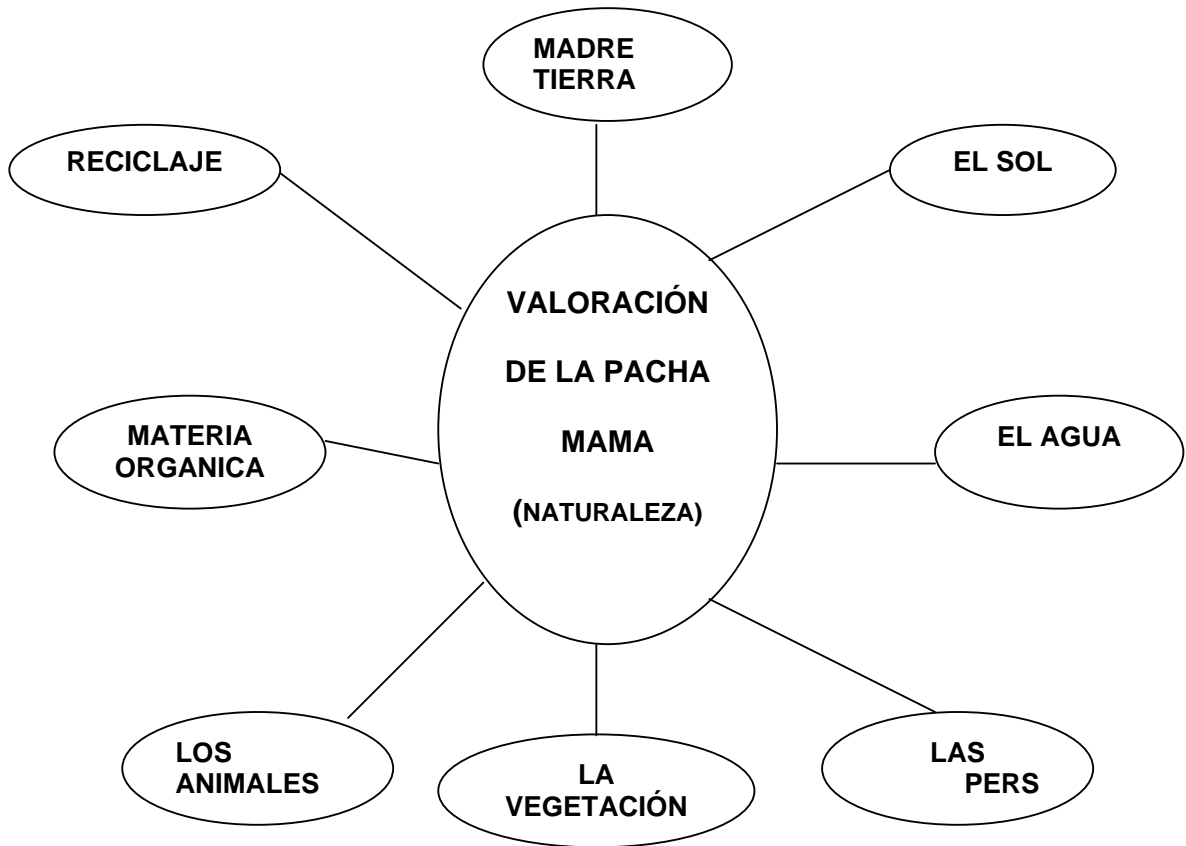 MADRE
TIERRA
RECICLAJE
EL SOL
VALORACIÓN
DE LA PACHA
MAMA
(NATURALEZA)
MATERIA
ORGANICA
EL AGUA
LOS
ANIMALES
LA
VEGETACIÓN
LAS
PERS